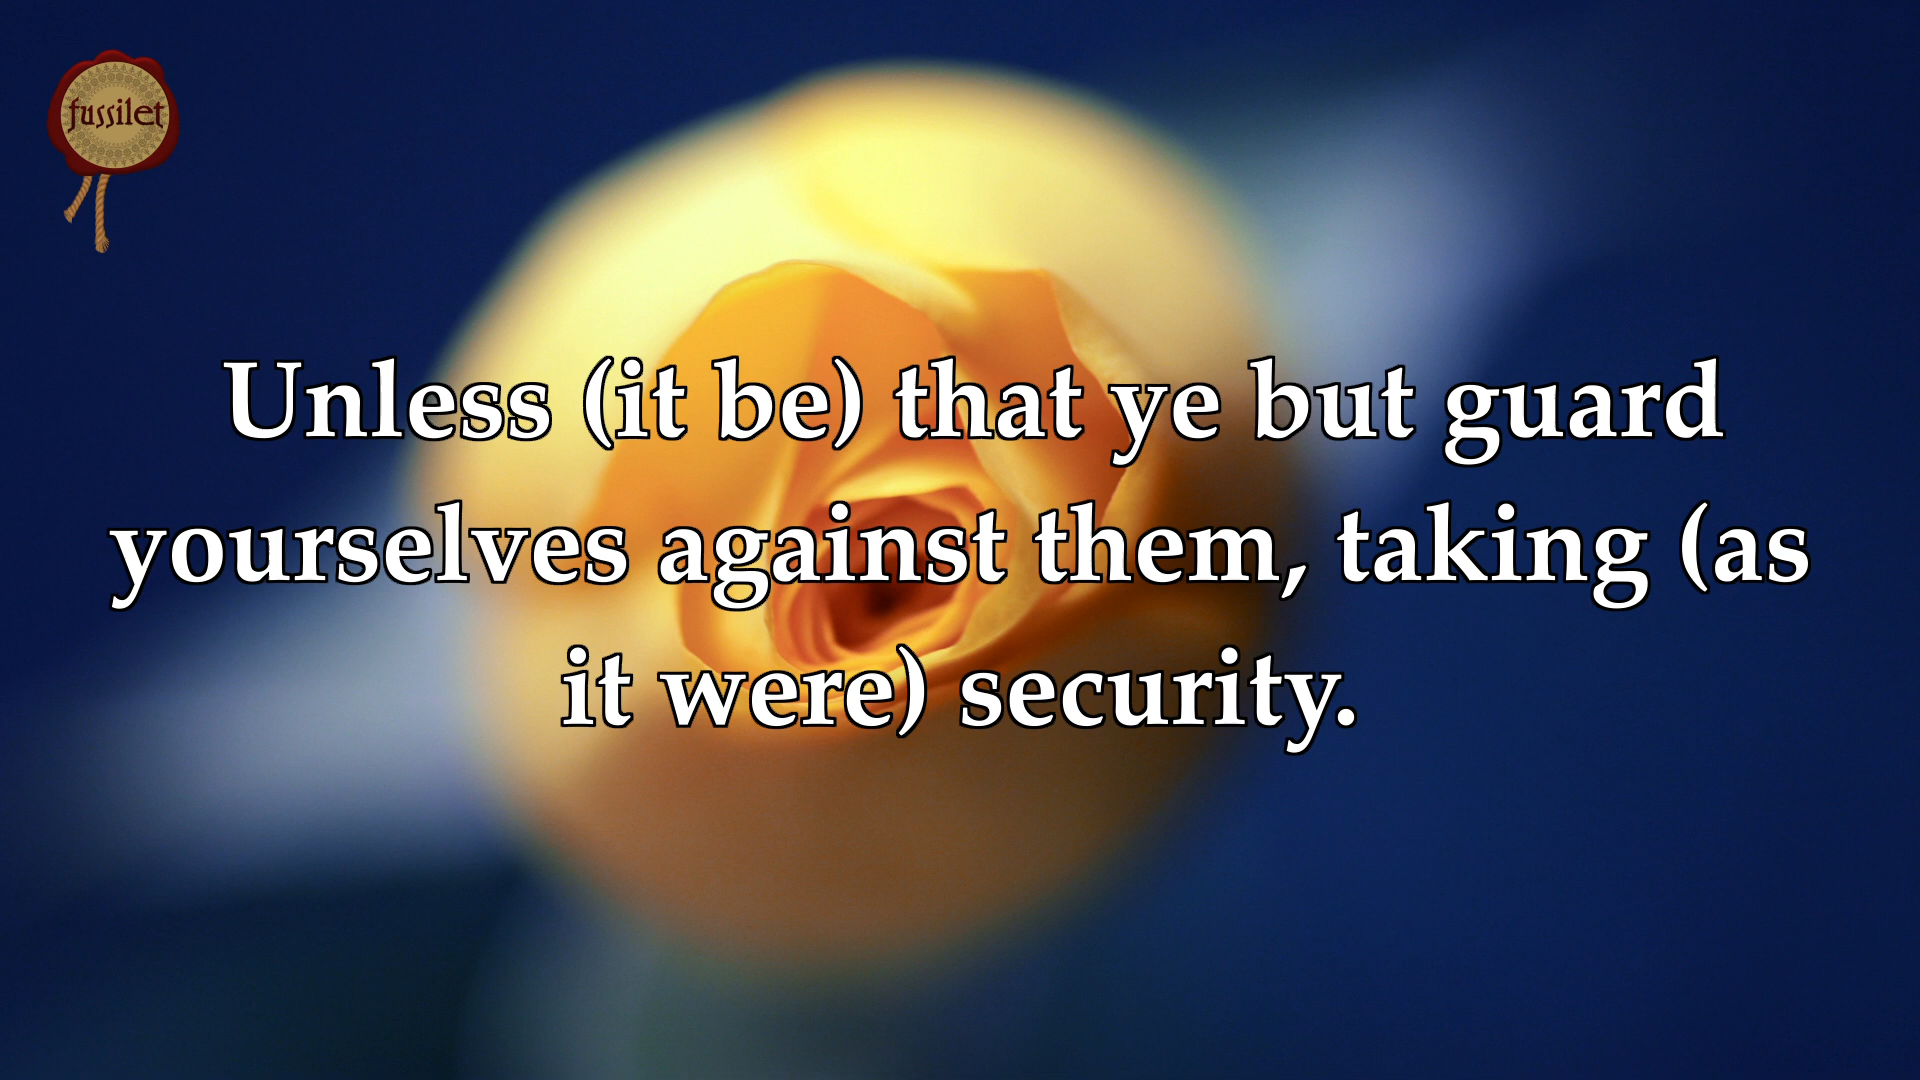 fussilet
Unless (it be) that ye but guard
yourselves against them, taking (as
it were) security.